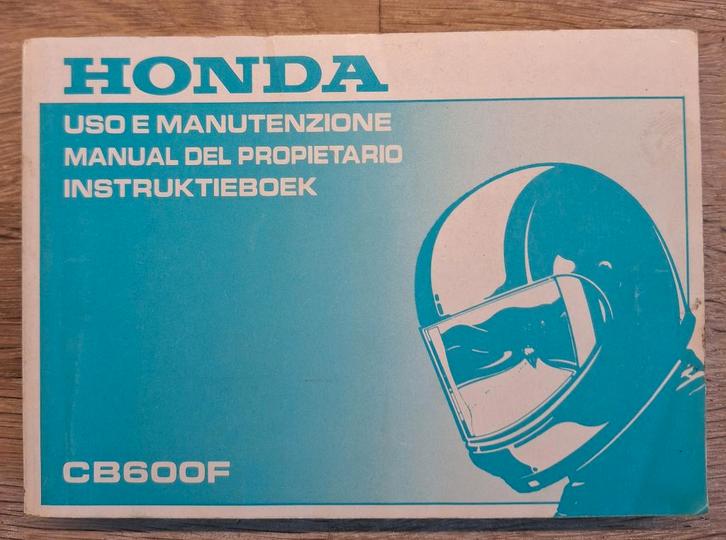 HONDA
USO E MANUTENZIONE
MANUAL DEL PROPIETARIO
INSTRUKTIEBOEK
CB600F